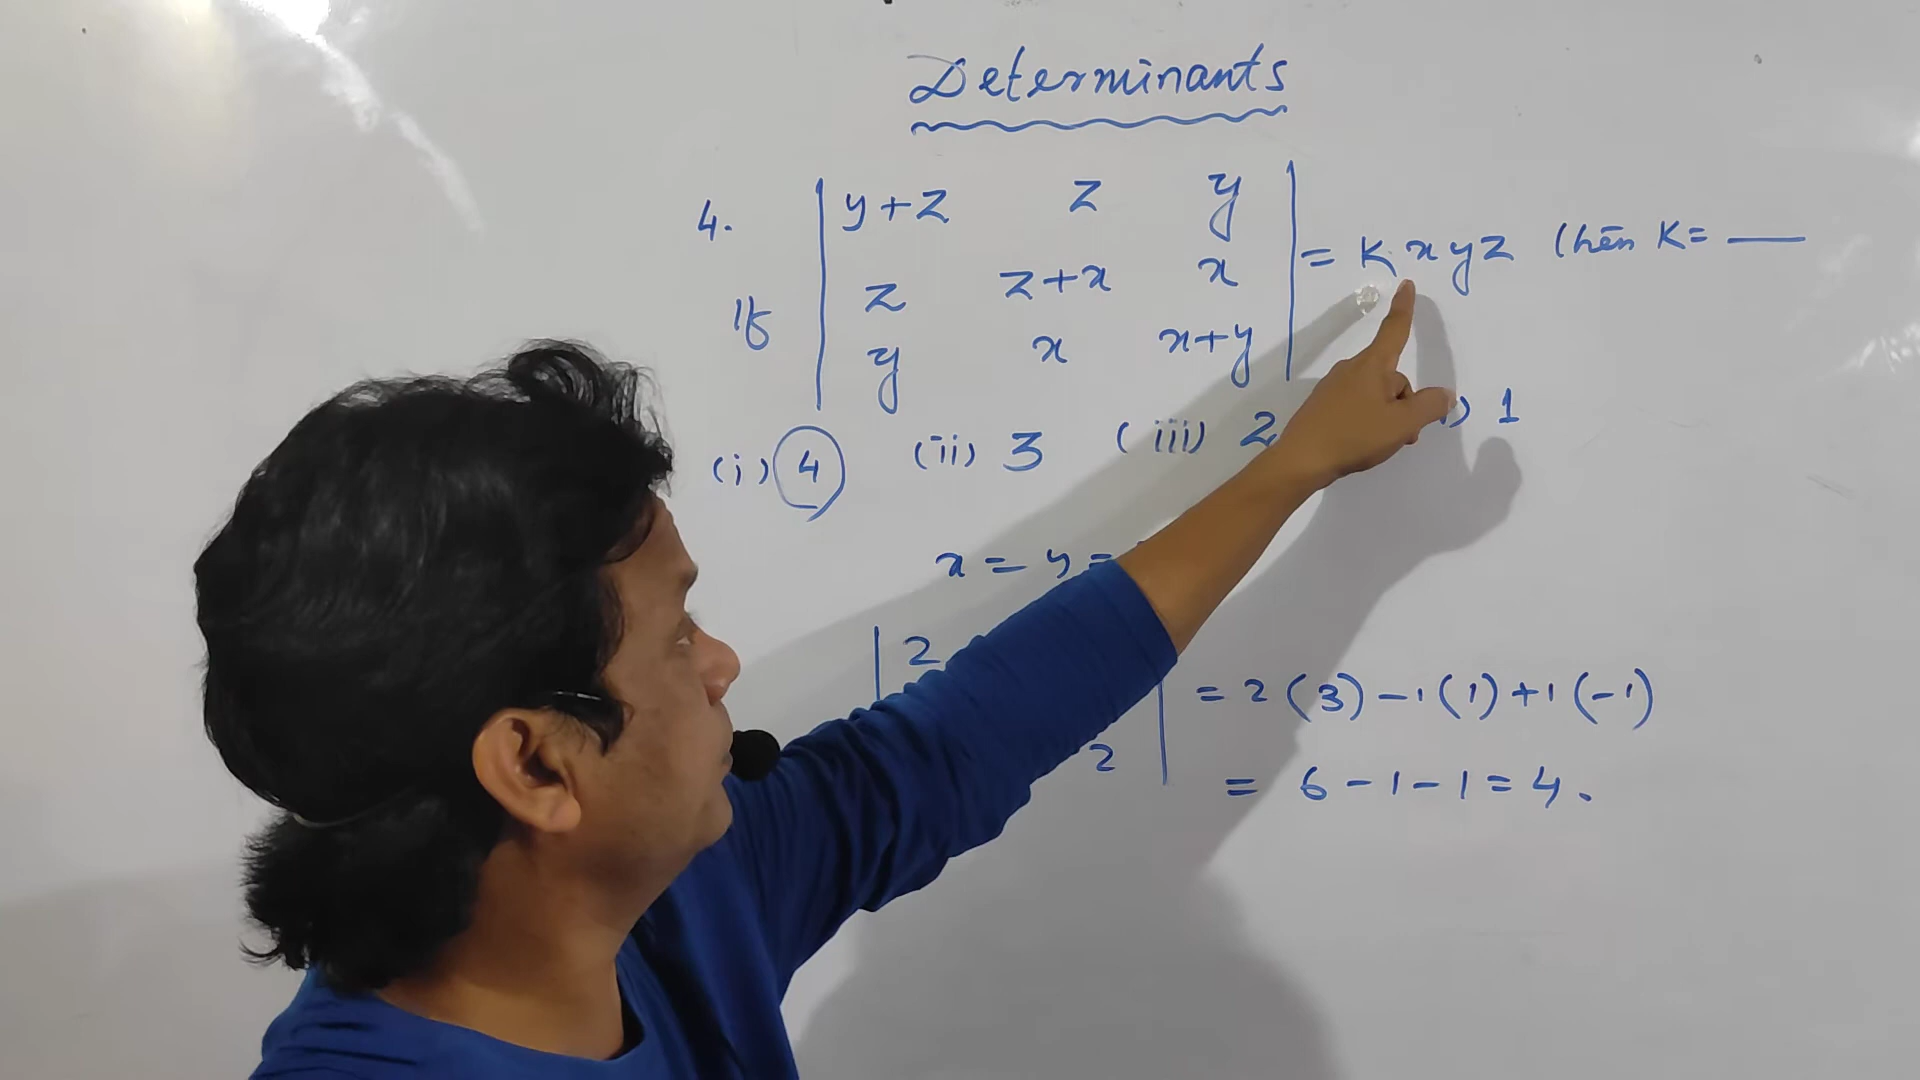 Determinants
4.
If | y+z z y |
| z z+x x | = K xyz then K= ___
| y x x+y |
(i) 4 (ii) 3 (iii) 2 ) 1
x = y =
| 2
2 | = 2(3)-1(1)+1(-1)
= 6-1-1=4.